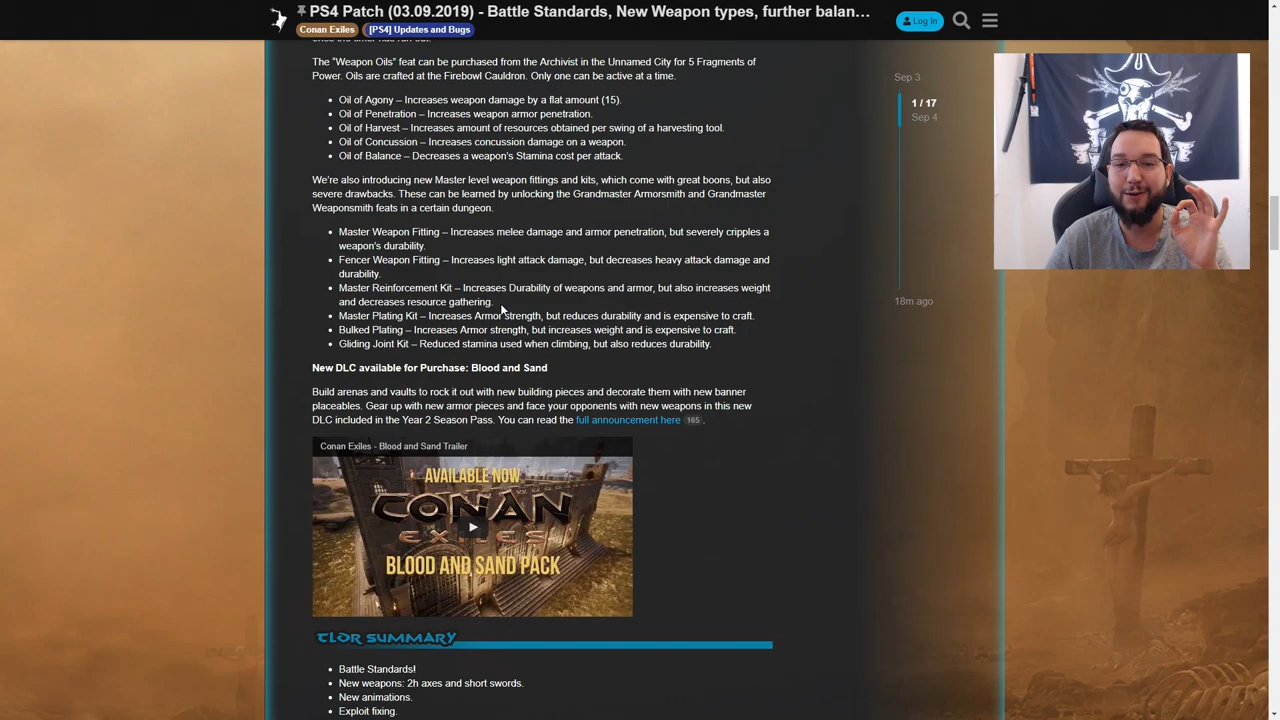 PS4 Patch (03.09.2019) - Battle Standards, New Weapon types, further balan...
Conan Exiles [PS4] Updates and Bugs
Log In
The "Weapon Oils" feat can be purchased from the Archivist in the Unnamed City for 5 Fragments of
Power. Oils are crafted at the Firebowl Cauldron. Only one can be active at a time.
Oil of Agony – Increases weapon damage by a flat amount (15).
Oil of Penetration – Increases weapon armor penetration.
Oil of Harvest – Increases amount of resources obtained per swing of a harvesting tool.
Oil of Concussion – Increases concussion damage on a weapon.
Oil of Balance – Decreases a weapon's Stamina cost per attack.
We're also introducing new Master level weapon fittings and kits, which come with great boons, but also
severe drawbacks. These can be learned by unlocking the Grandmaster Armorsmith and Grandmaster
Weaponsmith feats in a certain dungeon.
Master Weapon Fitting – Increases melee damage and armor penetration, but severely cripples a
weapon's durability.
Fencer Weapon Fitting – Increases light attack damage, but decreases heavy attack damage and
durability.
Master Reinforcement Kit – Increases Durability of weapons and armor, but also increases weight
and decreases resource gathering.
Master Plating Kit – Increases Armor strength, but reduces durability and is expensive to craft.
Bulked Plating – Increases Armor strength, but increases weight and is expensive to craft.
Gliding Joint Kit – Reduced stamina used when climbing, but also reduces durability.
New DLC available for Purchase: Blood and Sand
Build arenas and vaults to rock it out with new building pieces and decorate them with new banner
placeables. Gear up with new armor pieces and face your opponents with new weapons in this new
DLC included in the Year 2 Season Pass. You can read the full announcement here 165 .
Conan Exiles - Blood and Sand Trailer
AVAILABLE NOW
CONAN
EXILES
BLOOD AND SAND PACK
TLDR SUMMARY
Battle Standards!
New weapons: 2h axes and short swords.
New animations.
Exploit fixing.
Sep 3
1 / 17
Sep 4
18m ago